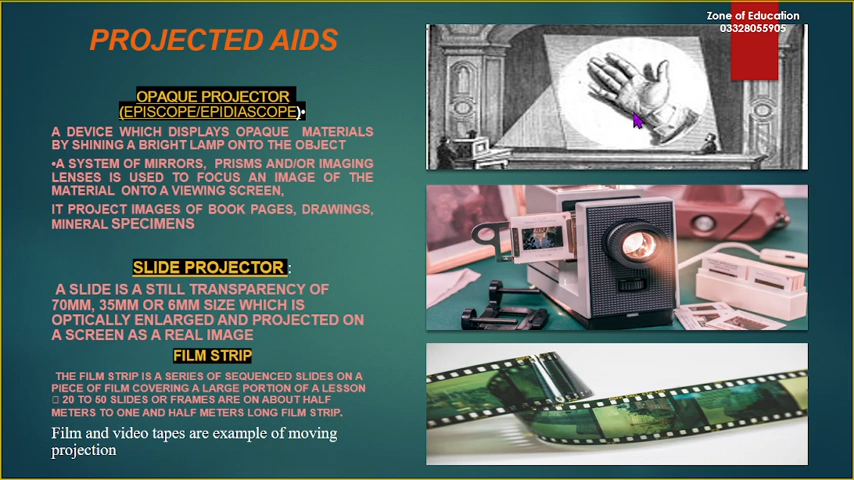 Zone of Education
03328055905
PROJECTED AIDS
OPAQUE PROJECTOR
(EPISCOPE/EPIDIASCOPE)•
A DEVICE WHICH DISPLAYS OPAQUE MATERIALS
BY SHINING A BRIGHT LAMP ONTO THE OBJECT
•A SYSTEM OF MIRRORS, PRISMS AND/OR IMAGING
LENSES IS USED TO FOCUS AN IMAGE OF THE
MATERIAL ONTO A VIEWING SCREEN,
IT PROJECT IMAGES OF BOOK PAGES, DRAWINGS,
MINERAL SPECIMENS
SLIDE PROJECTOR :
A SLIDE IS A STILL TRANSPARENCY OF
70MM, 35MM OR 6MM SIZE WHICH IS
OPTICALLY ENLARGED AND PROJECTED ON
A SCREEN AS A REAL IMAGE
FILM STRIP
THE FILM STRIP IS A SERIES OF SEQUENCED SLIDES ON A
PIECE OF FILM COVERING A LARGE PORTION OF A LESSON
20 TO 50 SLIDES OR FRAMES ARE ON ABOUT HALF
METERS TO ONE AND HALF METERS LONG FILM STRIP.
Film and video tapes are example of moving
projection